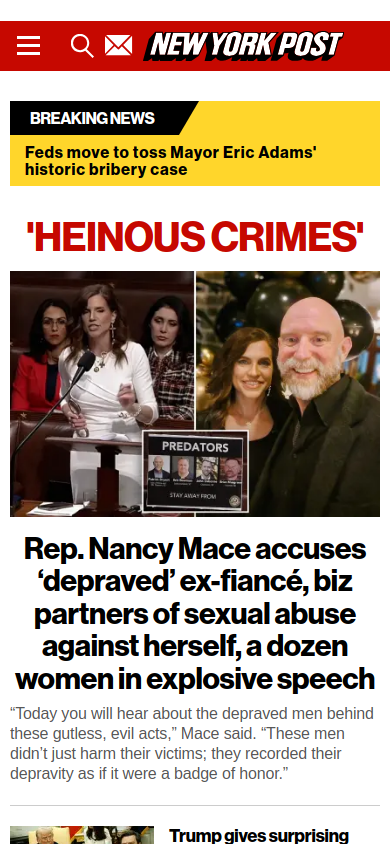 NEW YORK POST
BREAKING NEWS
Feds move to toss Mayor Eric Adams'
historic bribery case
'HEINOUS CRIMES'
PREDATORS
STAY AWAY FROM
Rep. Nancy Mace accuses
‘depraved’ ex-fiancé, biz
partners of sexual abuse
against herself, a dozen
women in explosive speech
“Today you will hear about the depraved men behind
these gutless, evil acts,” Mace said. “These men
didn’t just harm their victims; they recorded their
depravity as if it were a badge of honor.”
Trump gives surprising